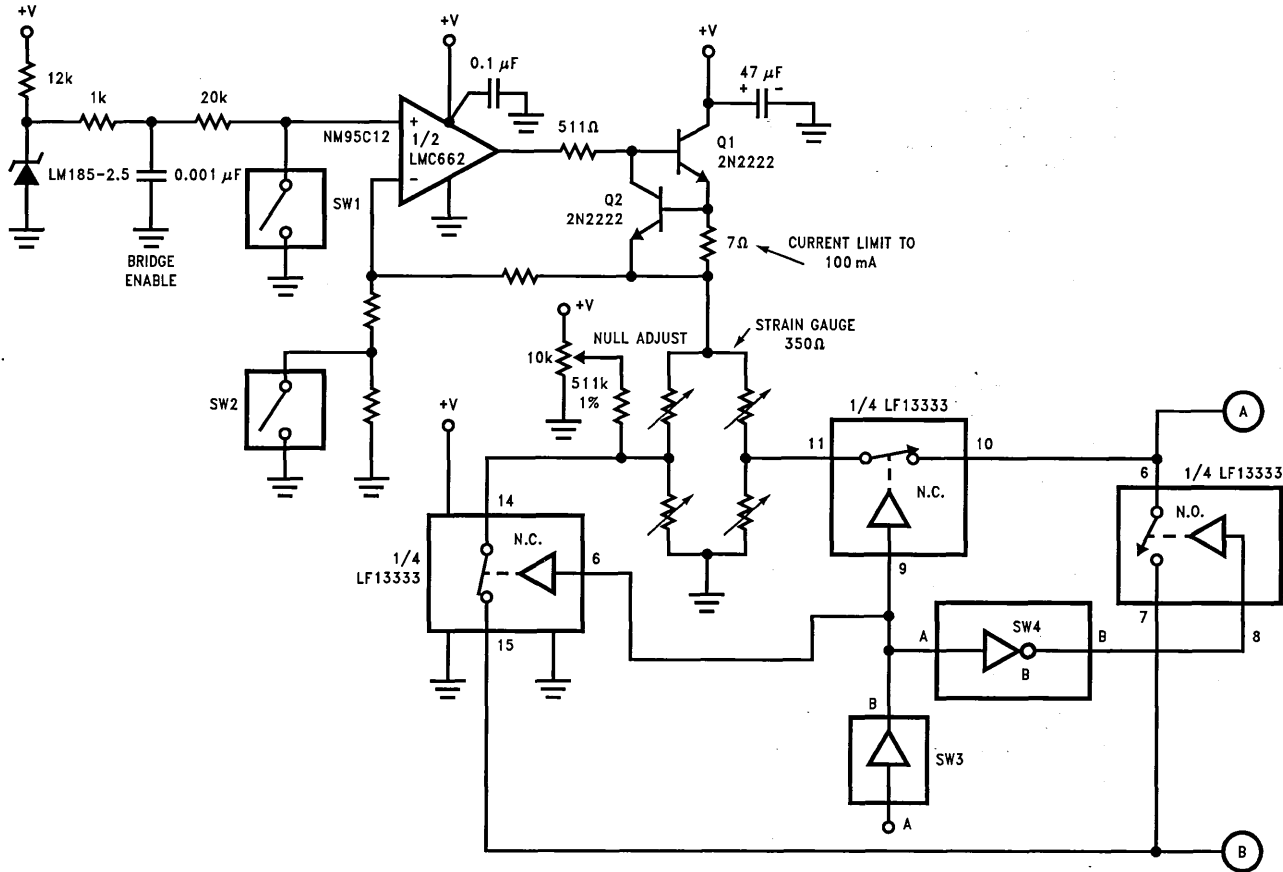 +V
+V
+V
12k
0.1 µF
47 µF
+ -
1k
20k
NM95C12
+
1/2
LMC662
-
511Ω
Q1
2N2222
LM185-2.5
0.001 µF
SW1
Q2
2N2222
7Ω
CURRENT LIMIT TO
100 mA
BRIDGE
ENABLE
+V
NULL ADJUST
STRAIN GAUGE
350Ω
10k
511k
1%
SW2
+V
1/4 LF13333
11
10
N.C.
9
A
6
1/4 LF13333
N.O.
7
8
14
N.C.
1/4
LF13333
6
15
A
SW4
B
B
B
SW3
A
B